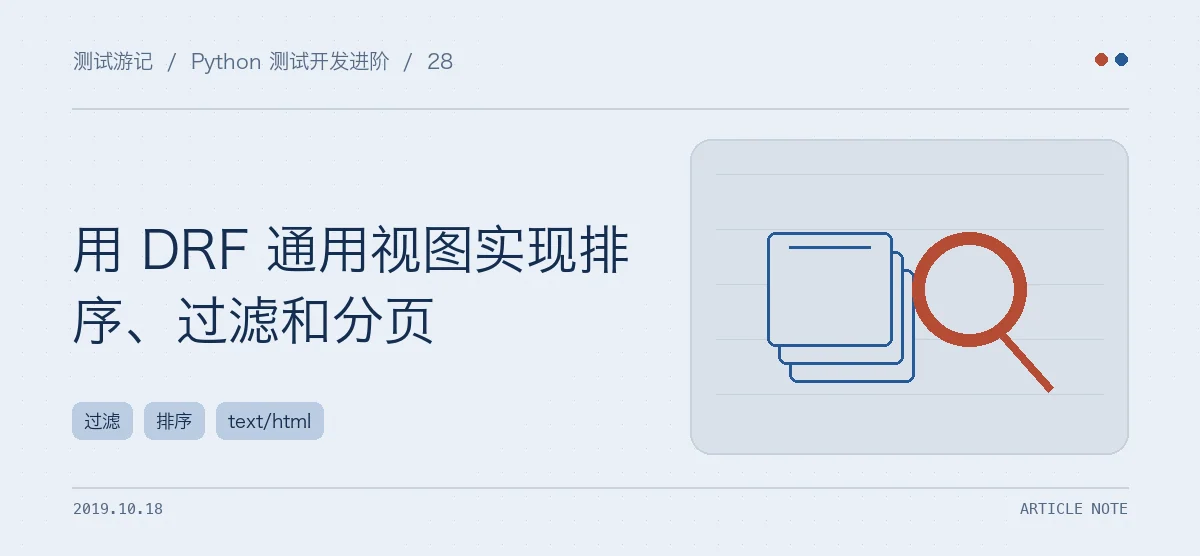 测试游记 / Python 测试开发进阶 / 28
用 DRF 通用视图实现排
序、过滤和分页
过滤 排序 text/html
2019.10.18
ARTICLE NOTE